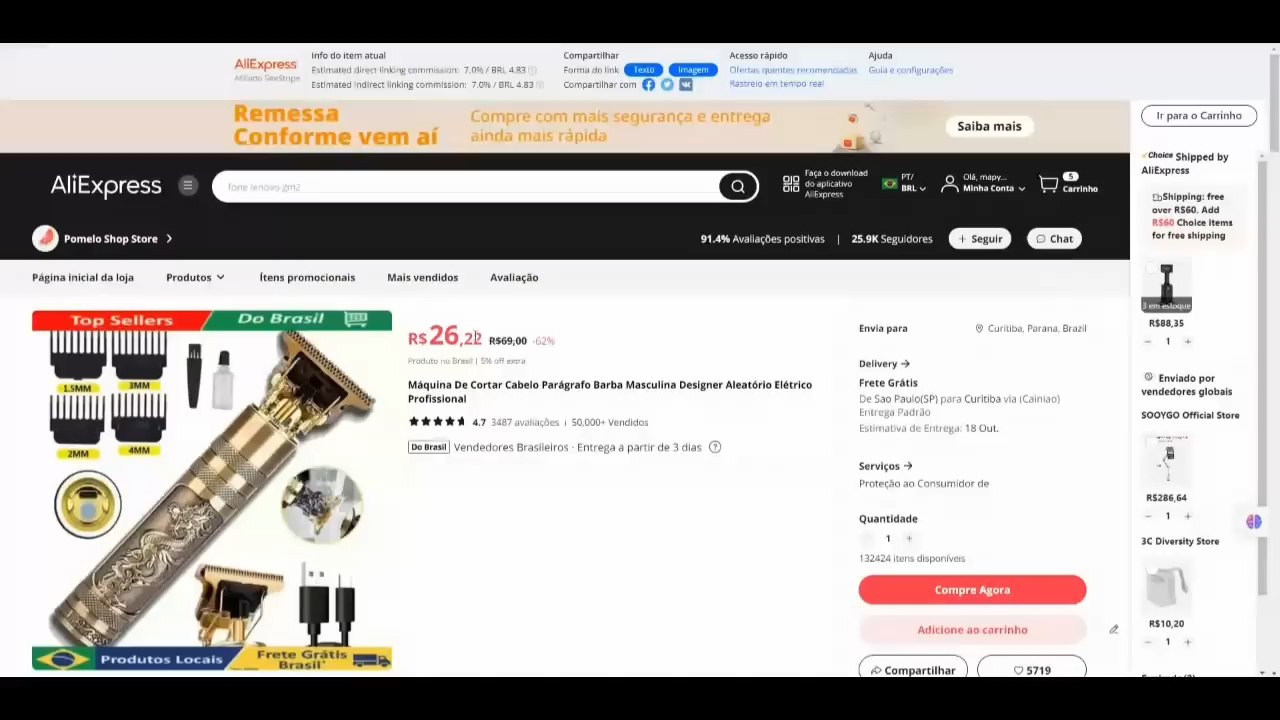 AliExpress
Afiliado SiteStripe
Info do item atual
Estimated direct linking commission: 7.0% / BRL 4.83
Estimated indirect linking commission: 7.0% / BRL 4.83
Compartilhar
Forma do link Texto Imagem
Compartilhar com
Acesso rápido
Ofertas quentes recomendadas
Rastreio em tempo real
Ajuda
Guia e configurações
Remessa
Conforme vem aí
Compre com mais segurança e entrega
ainda mais rápida
Saiba mais
AliExpress
fone lenovo gm2
Faça o download
do aplicativo
AliExpress
PT/
BRL
Olá, mapy...
Minha Conta
5
Carrinho
Pomelo Shop Store
91.4% Avaliações positivas | 25.9K Seguidores
+ Seguir
Chat
Página inicial da loja
Produtos
Ítens promocionais
Mais vendidos
Avaliação
Top Sellers
Do Brasil
1.5MM
3MM
2MM
4MM
Produtos Locais
Frete Grátis
Brasil*
R$26,22 R$69,00 -62%
Produto no Brasil | 5% off extra
Máquina De Cortar Cabelo Parágrafo Barba Masculina Designer Aleatório Elétrico
Profissional
4.7 3487 avaliações | 50,000+ Vendidos
Do Brasil Vendedores Brasileiros · Entrega a partir de 3 dias
Envia para
Curitiba, Parana, Brazil
Delivery
Frete Grátis
De Sao Paulo(SP) para Curitiba via (Cainiao)
Entrega Padrão
Estimativa de Entrega: 18 Out.
Serviços
Proteção ao Consumidor de
Quantidade
1 +
132424 itens disponíveis
Compre Agora
Adicione ao carrinho
Compartilhar
5719
Ir para o Carrinho
Choice Shipped by
AliExpress
Shipping: free
over R$60. Add
R$60 Choice items
for free shipping
3 em estoque
R$88,35
− 1 +
Enviado por
vendedores globais
SOOYGO Official Store
R$286,64
− 1 +
3C Diversity Store
R$10,20
− 1 +